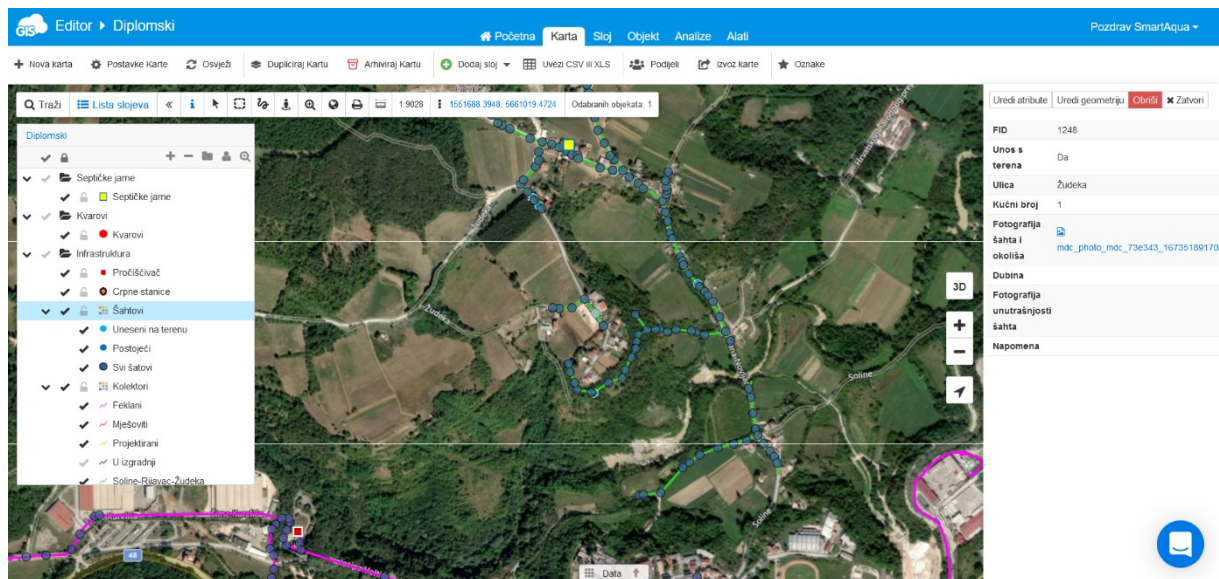 GIS Editor ▸ Diplomski
Početna Karta Sloj Objekt Analize Alati
Pozdrav SmartAqua
Nova karta Postavke Karte Osvježi Dupliciraj Kartu Arhiviraj Kartu Dodaj sloj Uvezi CSV ili XLS Podijeli Izvoz karte Oznake
Traži Lista slojeva « 1:9028 1551688.3948, 5661019.4724 Odabranih objekata: 1
Diplomski
Septičke jame
Septičke jame
Kvarovi
Kvarovi
Infrastruktura
Pročišćivač
Crpne stanice
Šahtovi
Uneseni na terenu
Postojeći
Svi šatovi
Kolektori
Feklani
Mješoviti
Projektirani
U izgradnji
Soline-Rijavac-Žudeka
Žudeka
Žudeka
Soline
Soline
48
3D
+
−
Data
Uredi atribute Uredi geometriju Obriši Zatvori
FID 1248
Unos s
terena Da
Ulica Žudeka
Kućni broj 1
Fotografija
šahta i
okoliša mdc_photo_mdc_73e343_1673518917
Dubina
Fotografija
unutrašnjosti
šahta
Napomena